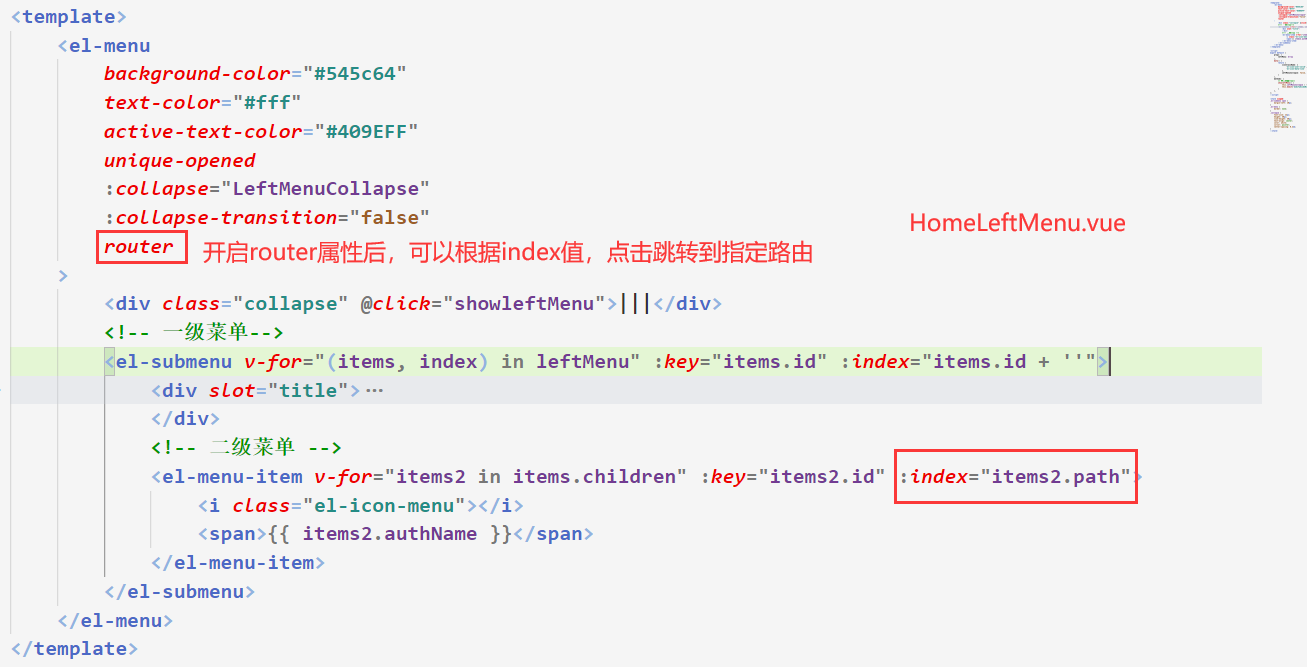 <template>
<el-menu
background-color="#545c64"
text-color="#fff"
active-text-color="#409EFF"
unique-opened
:collapse="LeftMenuCollapse"
:collapse-transition="false"
HomeLeftMenu.vue
router 开启router属性后，可以根据index值，点击跳转到指定路由
>
<div class="collapse" @click="showleftMenu">|||</div>
<!-- 一级菜单-->
<el-submenu v-for="(items, index) in leftMenu" :key="items.id" :index="items.id + ''">
<div slot="title">…
</div>
<!-- 二级菜单 -->
<el-menu-item v-for="items2 in items.children" :key="items2.id" :index="items2.path">
<i class="el-icon-menu"></i>
<span>{{ items2.authName }}</span>
</el-menu-item>
</el-submenu>
</el-menu>
</template>